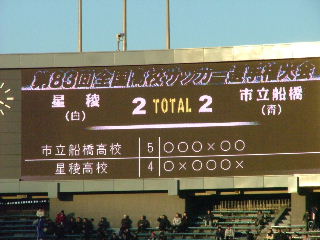 第83回全国高校サッカー選手権大会
星稜 2 TOTAL 2 市立船橋
(白) (青)
市立船橋高校 5 ○○○×○○
星稜高校 4 ○×○○○×